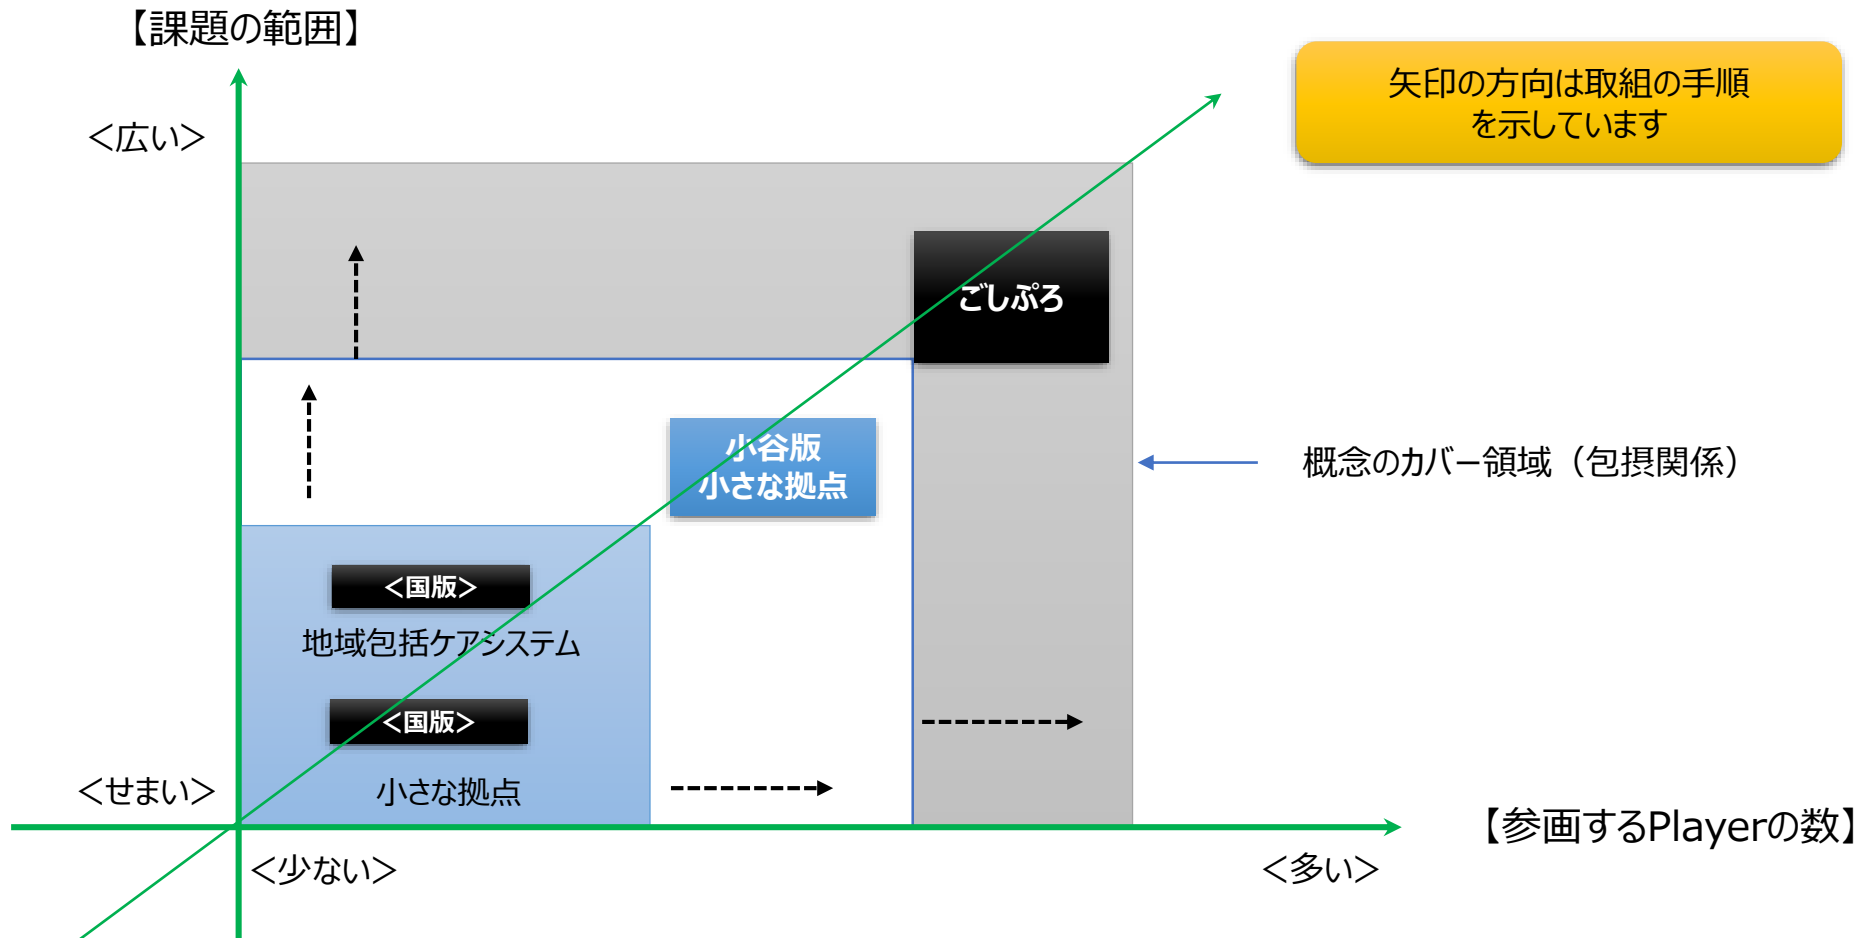 【課題の範囲】
矢印の方向は取組の手順
を示しています
＜広い＞
ごしぷろ
小谷版
小さな拠点
概念のカバー領域（包摂関係）
＜国版＞
地域包括ケアシステム
＜国版＞
小さな拠点
＜せまい＞
【参画するPlayerの数】
＜少ない＞
＜多い＞